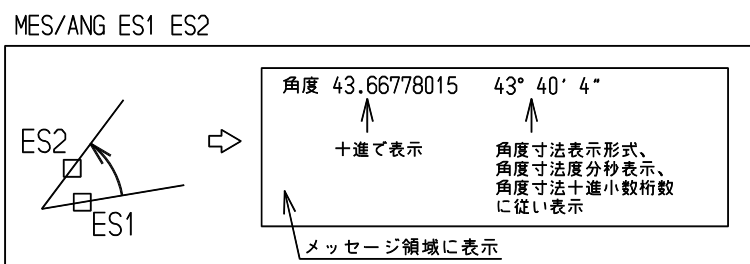 MES/ANG ES1 ES2
角度 43.66778015 43° 40′ 4″
十進で表示
角度寸法表示形式、
角度寸法度分秒表示、
角度寸法十進小数桁数
に従い表示
ES2
ES1
メッセージ領域に表示